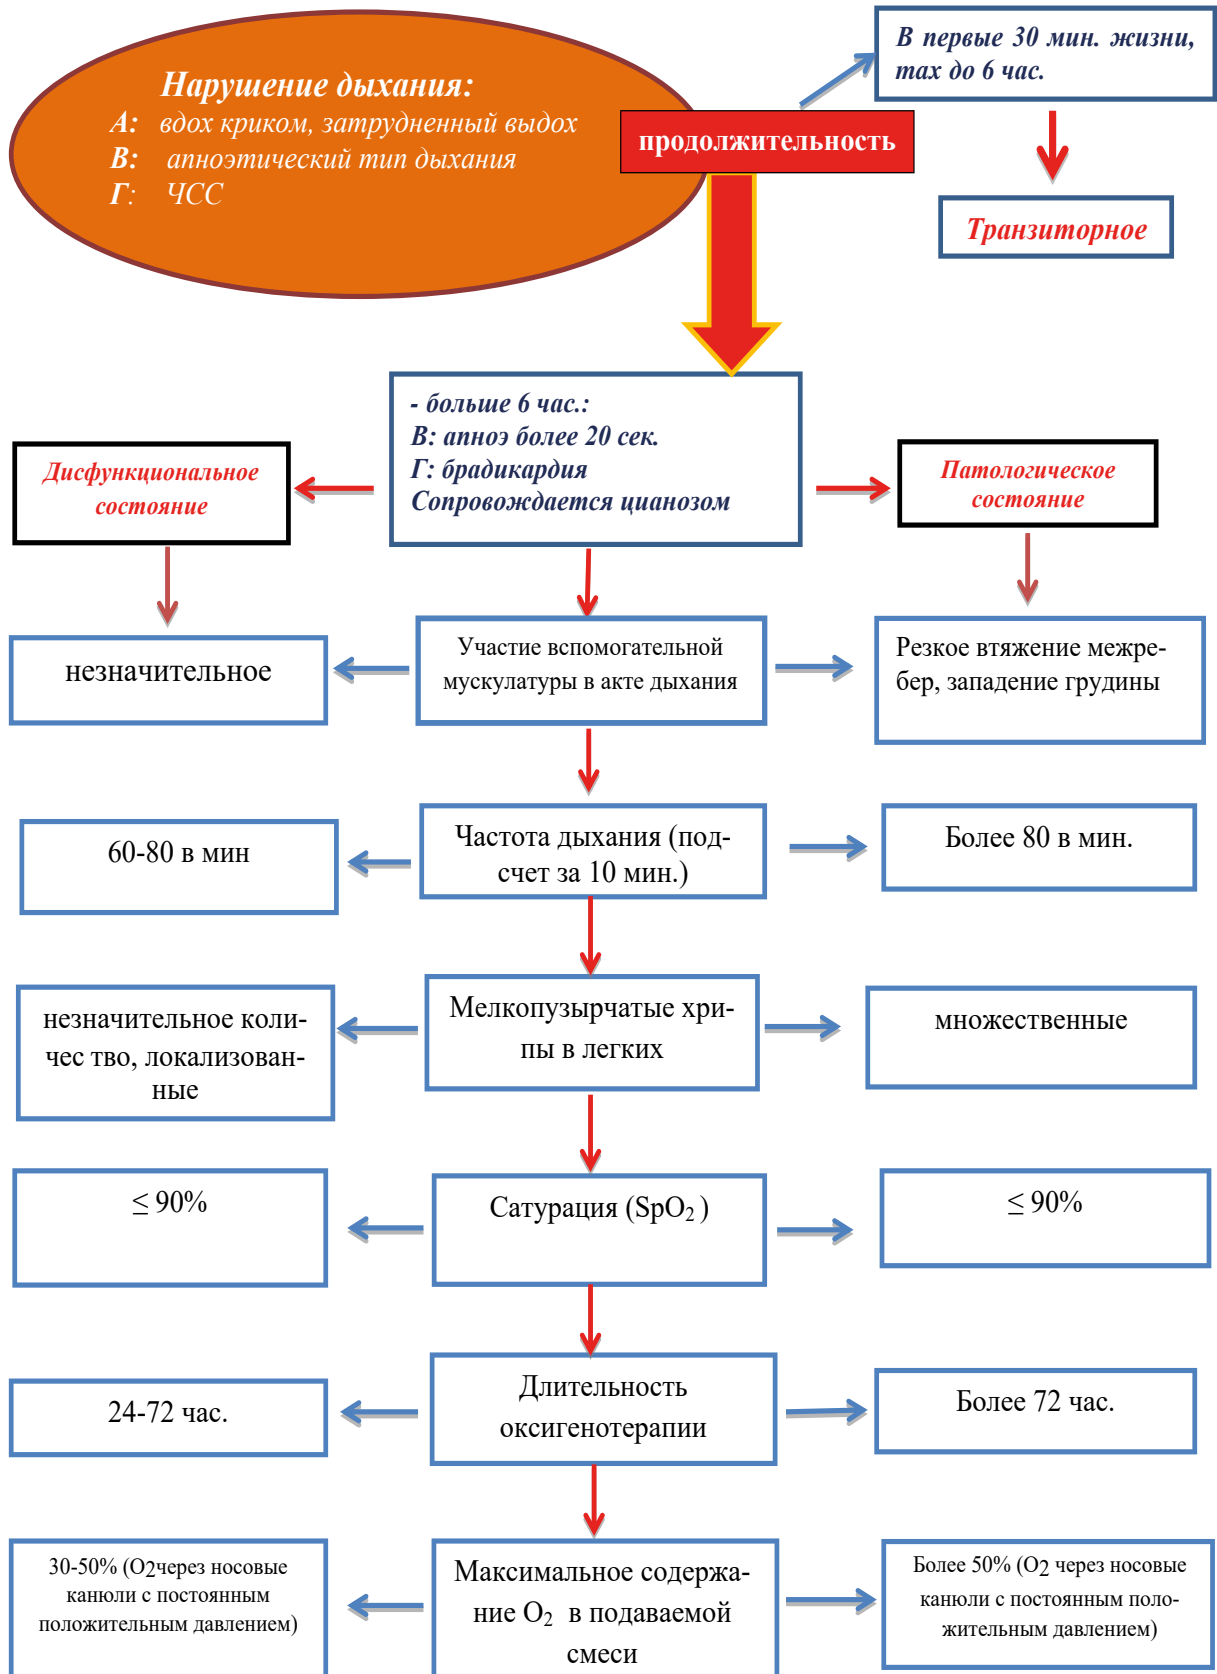 Нарушение дыхания:
А: вдох криком, затрудненный выдох
В: апноэтический тип дыхания
Г: ЧСС
продолжительность
В первые 30 мин. жизни,
max до 6 час.
Транзиторное
- больше 6 час.:
В: апноэ более 20 сек.
Г: брадикардия
Сопровождается цианозом
Дисфункциональное
состояние
Патологическое
состояние
незначительное
Участие вспомогательной
мускулатуры в акте дыхания
Резкое втяжение межре-
бер, западение грудины
60-80 в мин
Частота дыхания (под-
счет за 10 мин.)
Более 80 в мин.
незначительное коли-
чес тво, локализован-
ные
Мелкопузырчатые хри-
пы в легких
множественные
≤ 90%
Сатурация (SpO₂ )
≤ 90%
24-72 час.
Длительность
оксигенотерапии
Более 72 час.
30-50% (О2через носовые
канюли с постоянным
положительным давлением)
Максимальное содержа-
ние О₂ в подаваемой
смеси
Более 50% (О2 через носовые
канюли с постоянным поло-
жительным давлением)